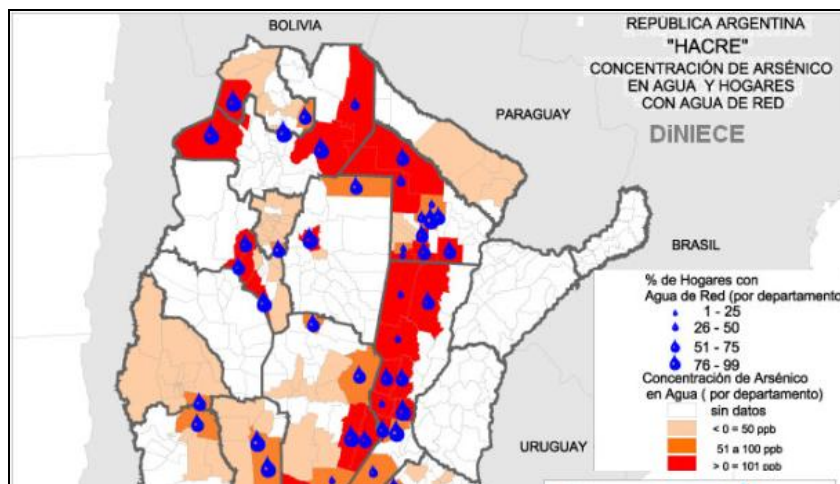 BOLIVIA
REPÚBLICA ARGENTINA
"HACRE"
CONCENTRACIÓN DE ARSÉNICO
EN AGUA Y HOGARES
CON AGUA DE RED
DiNIECE
PARAGUAY
BRASIL
% de Hogares con
Agua de Red (por departamento
1 - 25
26 - 50
51 - 75
76 - 99
Concentración de Arsénico
en Agua ( por departamento)
sin datos
< 0 = 50 ppb
51 a 100 ppb
> 0 = 101 ppb
URUGUAY